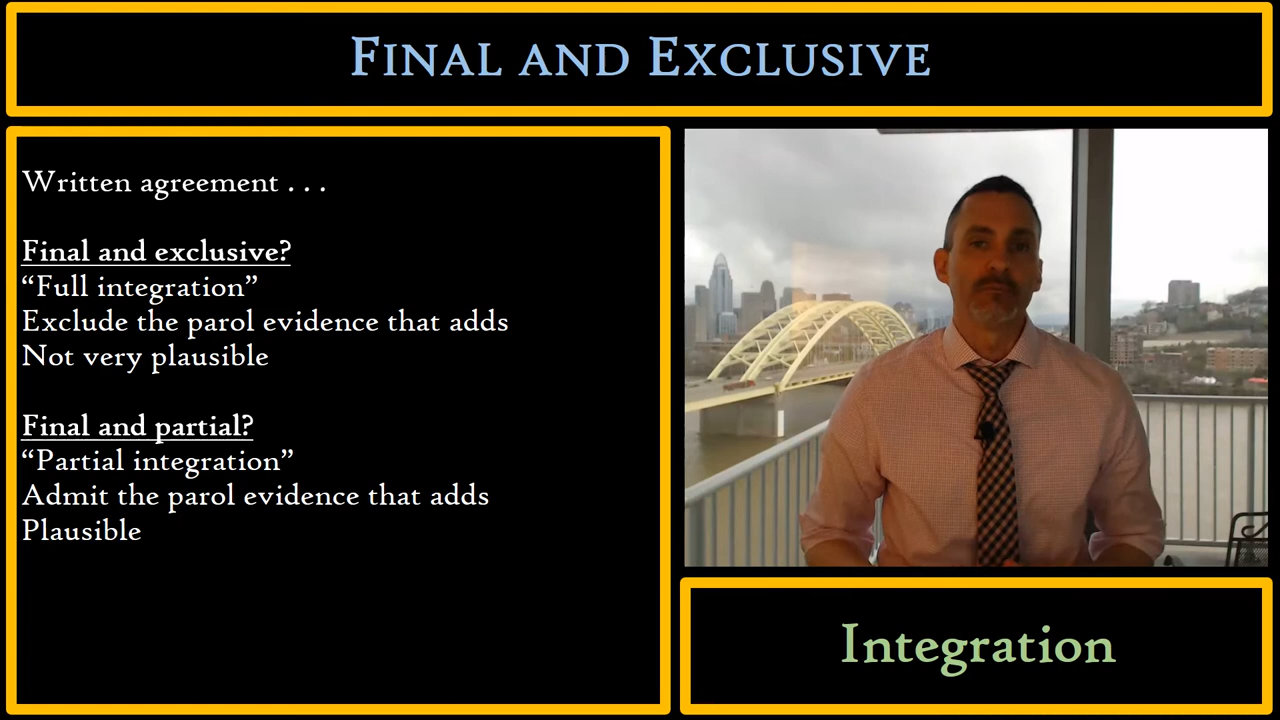 Final and Exclusive
Written agreement . . .
Final and exclusive?
“Full integration”
Exclude the parol evidence that adds
Not very plausible
Final and partial?
“Partial integration”
Admit the parol evidence that adds
Plausible
Integration